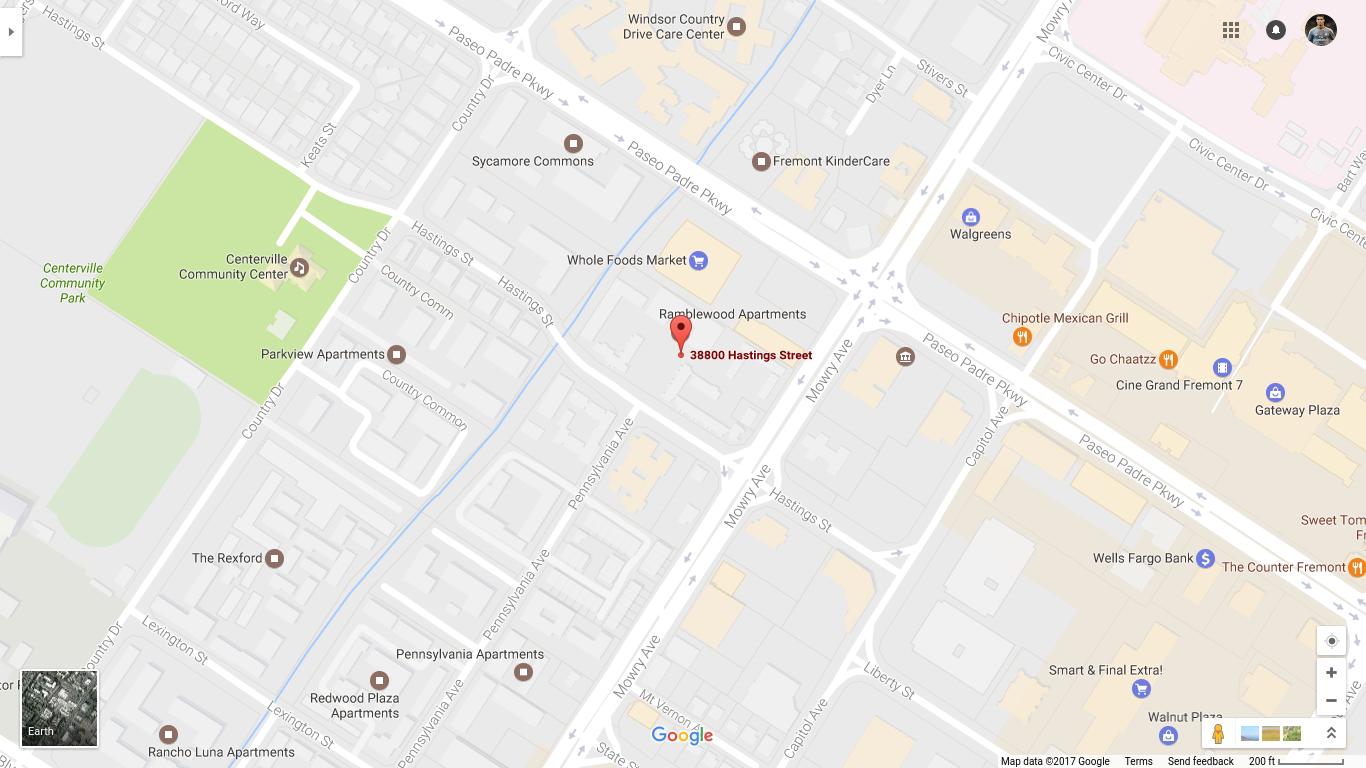 Hastings St
ford Way
Windsor Country
Drive Care Center
Mowry Av
Paseo Padre Pkwy
Civic Center Dr
Stivers St
Dyer Ln
Country Dr
Keats St
Sycamore Commons
Fremont KinderCare
Paseo Padre Pkwy
Civic Center Dr
Bart Way
Civic Cente
Walgreens
Hastings St
Country Dr
Centerville
Community Center
Whole Foods Market
Centerville
Community
Park
Country Comm
Hastings St
Ramblewood Apartments
Chipotle Mexican Grill
38800 Hastings Street
Parkview Apartments
Mowry Ave
Paseo Padre Pkwy
Go Chaatzz
Cine Grand Fremont 7
Gateway Plaza
Country Common
Country Dr
Capitol Ave
Pennsylvania Ave
Paseo Padre Pkwy
Mowry Ave
Hastings St
Sweet Tom
Fr
The Rexford
Wells Fargo Bank
The Counter Fremont
Pennsylvania Ave
Lexington St
Country Dr
Pennsylvania Apartments
Mowry Ave
Liberty St
Smart & Final Extra!
Redwood Plaza
Apartments
Pennsylvania Ave
Mt Vernon A
Capitol Ave
Walnut Plaza
tor F
Earth
Lexington St
Rancho Luna Apartments
State St
Google
Map data ©2017 Google Terms Send feedback 200 ft